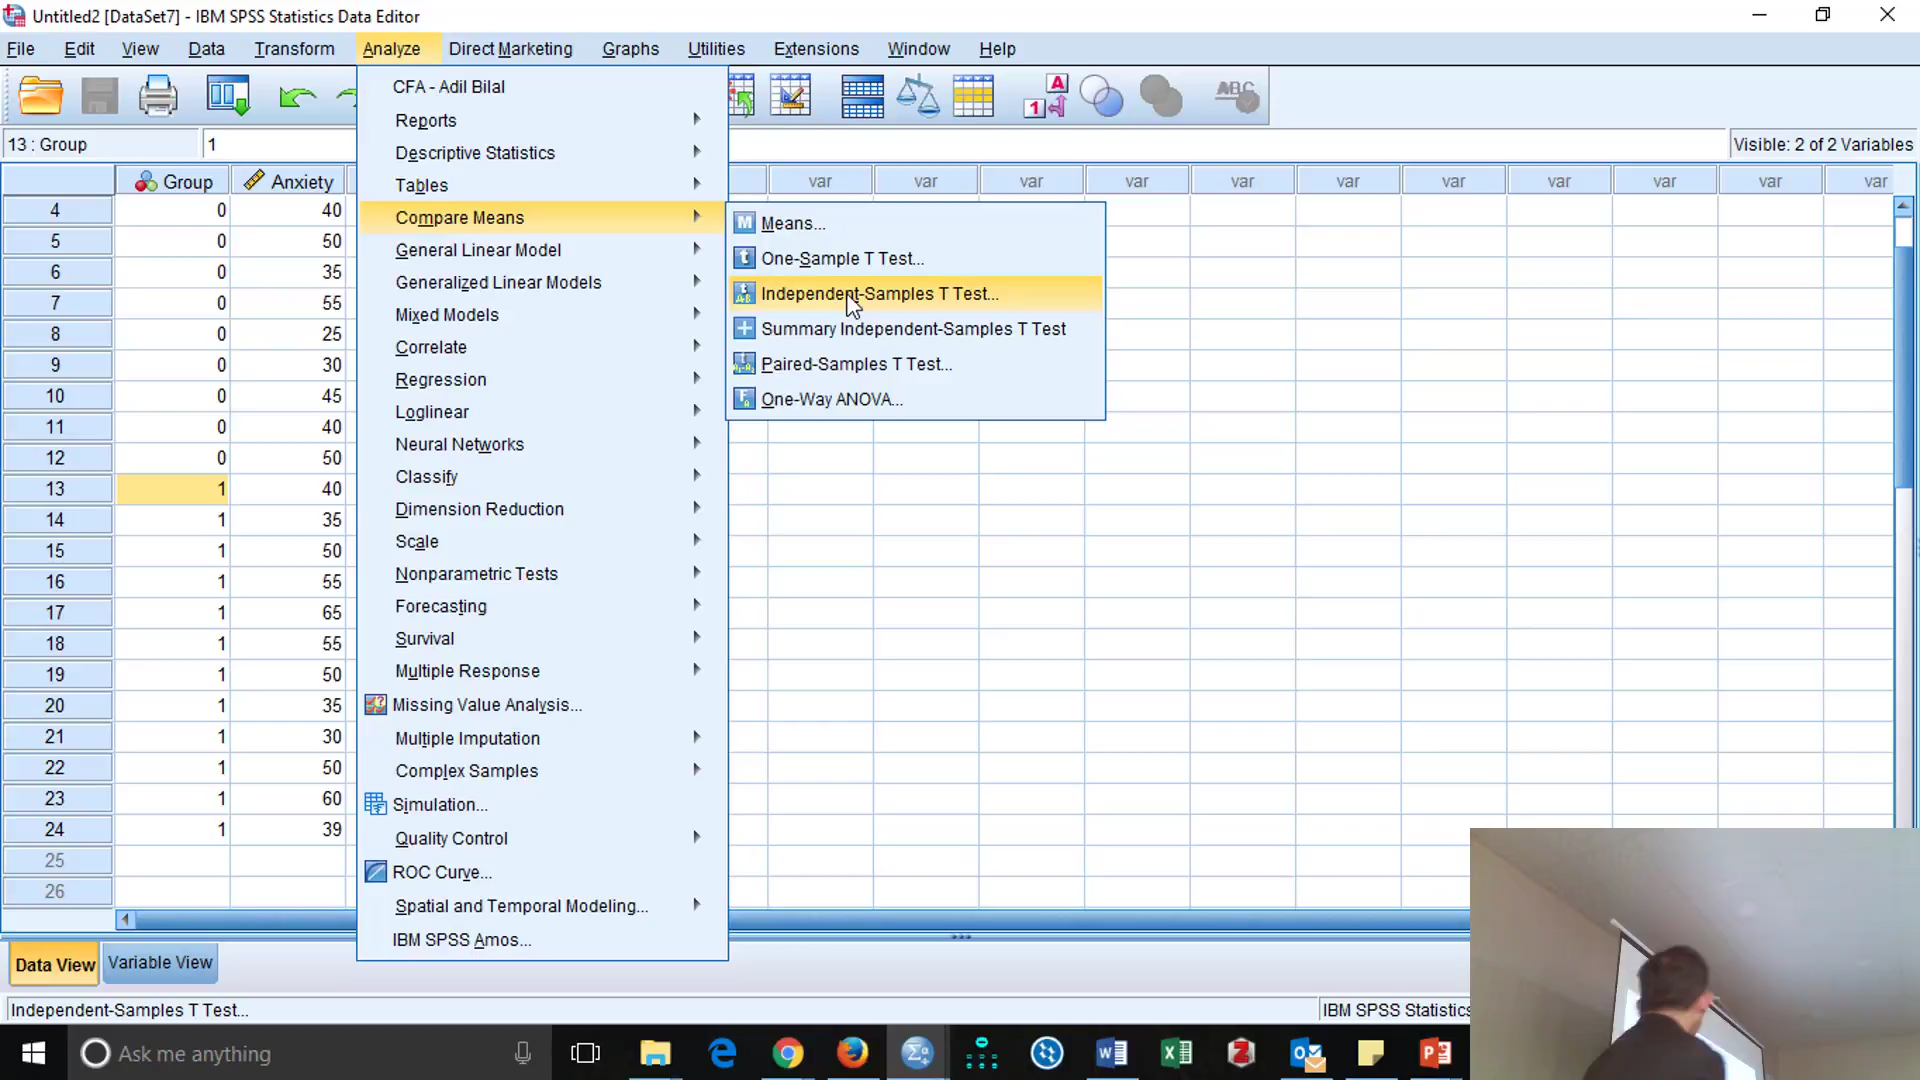 Untitled2 [DataSet7] - IBM SPSS Statistics Data Editor
File Edit View Data Transform Analyze Direct Marketing Graphs Utilities Extensions Window Help
13 : Group 1 Visible: 2 of 2 Variables
Group Anxiety var var var var var var var var var var var
4 0 40
5 0 50
6 0 35
7 0 55
8 0 25
9 0 30
10 0 45
11 0 40
12 0 50
13 1 40
14 1 35
15 1 50
16 1 55
17 1 65
18 1 55
19 1 50
20 1 35
21 1 30
22 1 50
23 1 60
24 1 39
25
26
CFA - Adil Bilal
Reports
Descriptive Statistics
Tables
Compare Means
General Linear Model
Generalized Linear Models
Mixed Models
Correlate
Regression
Loglinear
Neural Networks
Classify
Dimension Reduction
Scale
Nonparametric Tests
Forecasting
Survival
Multiple Response
Missing Value Analysis...
Multiple Imputation
Complex Samples
Simulation...
Quality Control
ROC Curve...
Spatial and Temporal Modeling...
IBM SPSS Amos...
Means...
One-Sample T Test...
Independent-Samples T Test...
Summary Independent-Samples T Test
Paired-Samples T Test...
One-Way ANOVA...
Data View Variable View
Independent-Samples T Test... IBM SPSS Statistics
Ask me anything